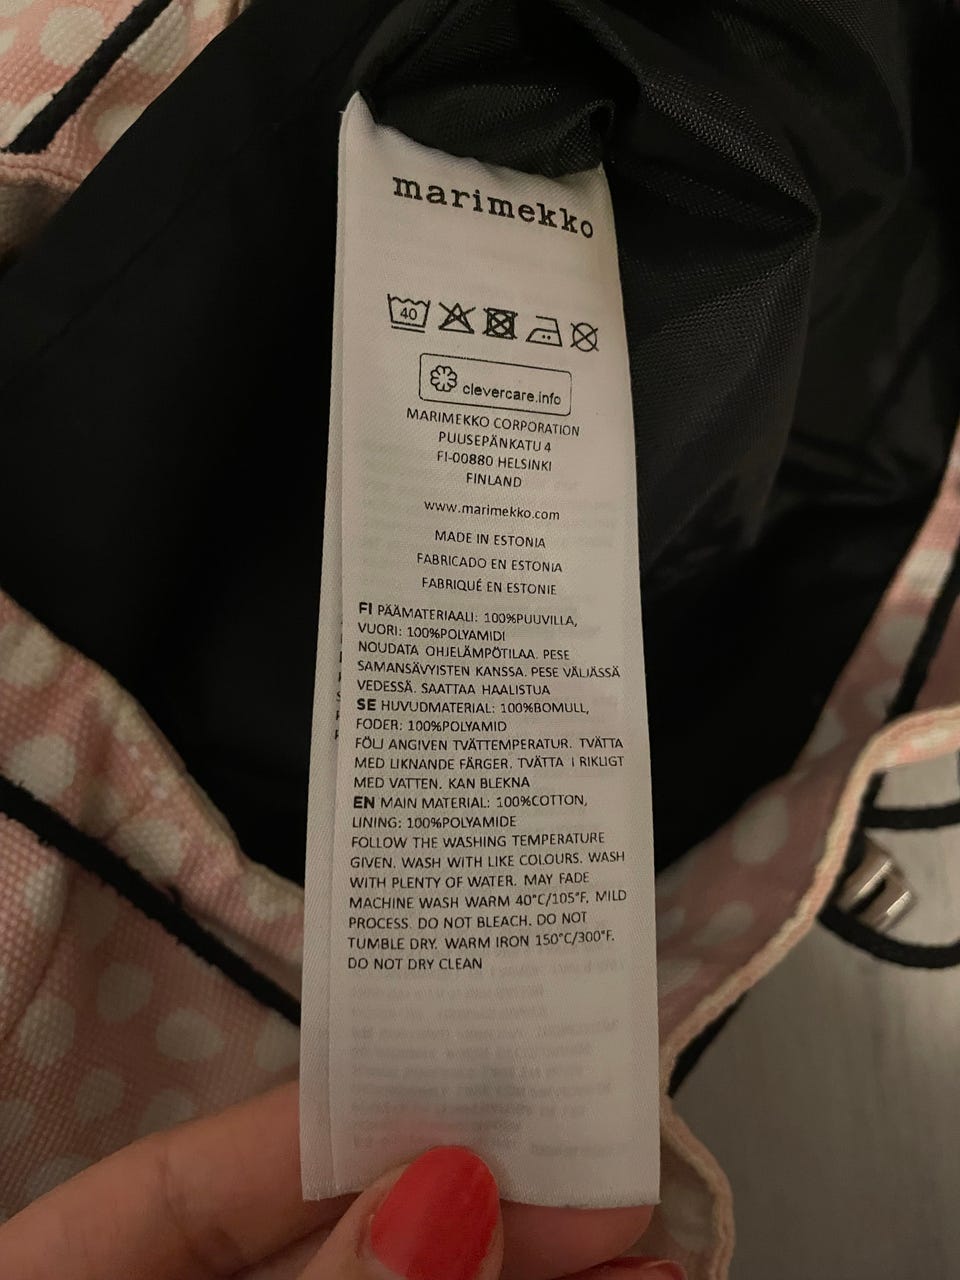 marimekko
40
clevercare.info
MARIMEKKO CORPORATION
PUUSEPÄNKATU 4
FI-00880 HELSINKI
FINLAND
www.marimekko.com
MADE IN ESTONIA
FABRICADO EN ESTONIA
FABRIQUÉ EN ESTONIE
FI PÄÄMATERIAALI: 100%PUUVILLA,
VUORI: 100%POLYAMIDI
NOUDATA OHJELÄMPÖTILAA. PESE
SAMANSÄVYISTEN KANSSA. PESE VÄLJÄSSÄ
VEDESSÄ. SAATTAA HAALISTUA
SE HUVUDMATERIAL: 100%BOMULL,
FODER: 100%POLYAMID
FÖLJ ANGIVEN TVÄTTEMPERATUR. TVÄTTA
MED LIKNANDE FÄRGER. TVÄTTA I RIKLIGT
MED VATTEN. KAN BLEKNA
EN MAIN MATERIAL: 100%COTTON,
LINING: 100%POLYAMIDE
FOLLOW THE WASHING TEMPERATURE
GIVEN. WASH WITH LIKE COLOURS. WASH
WITH PLENTY OF WATER. MAY FADE
MACHINE WASH WARM 40°C/105°F, MILD
PROCESS. DO NOT BLEACH. DO NOT
TUMBLE DRY. WARM IRON 150°C/300°F.
DO NOT DRY CLEAN